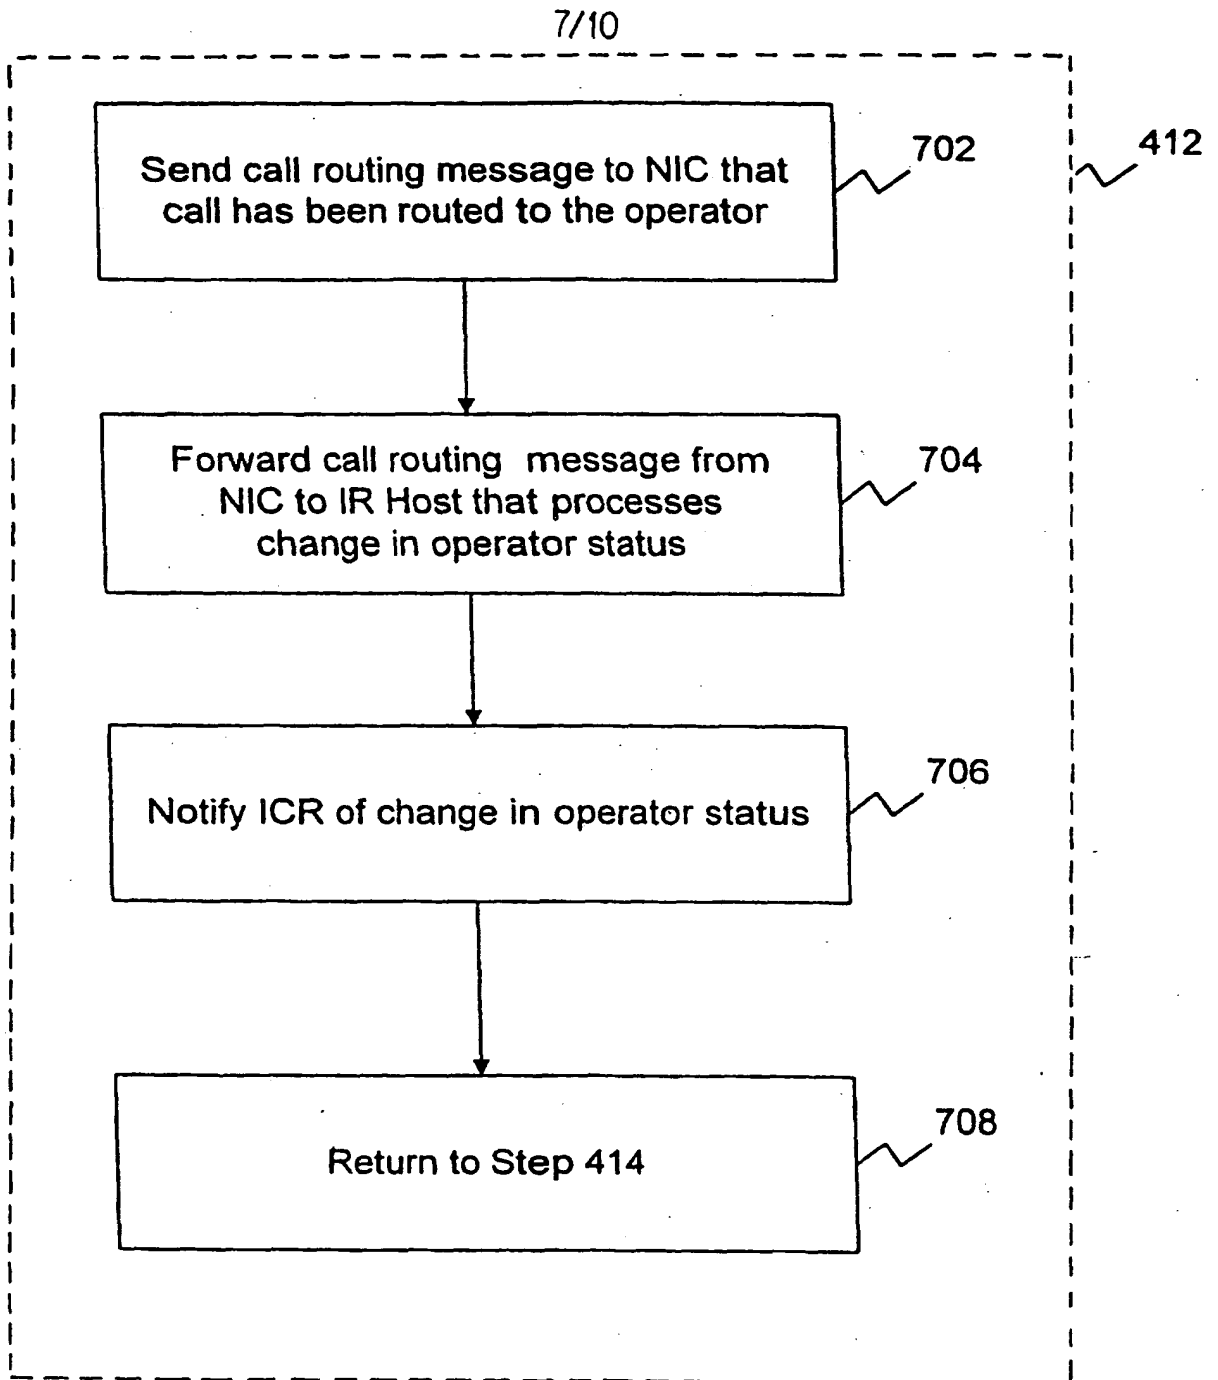 7/10
412
Send call routing message to NIC that
call has been routed to the operator
702
Forward call routing message from
NIC to IR Host that processes
change in operator status
704
Notify ICR of change in operator status
706
Return to Step 414
708